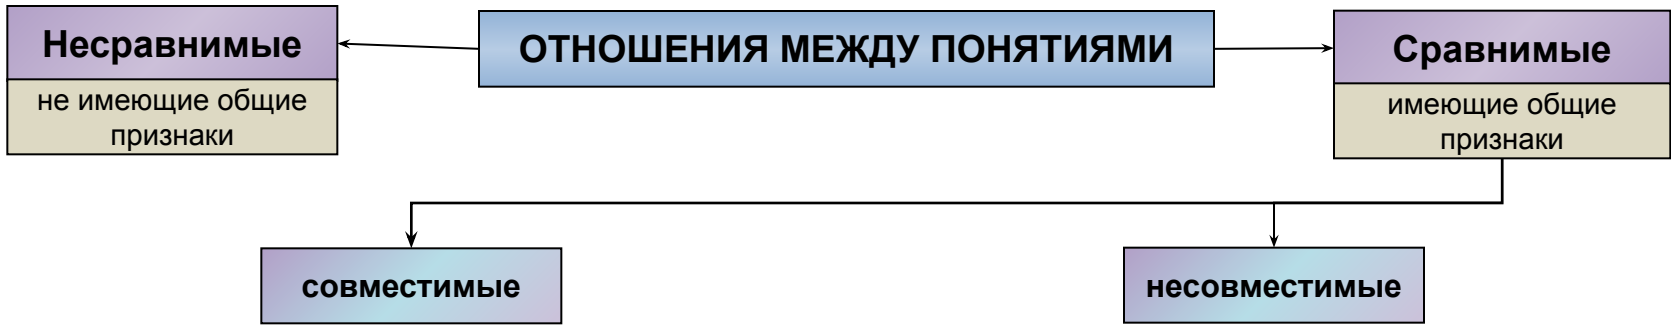 Несравнимые
не имеющие общие
признаки
ОТНОШЕНИЯ МЕЖДУ ПОНЯТИЯМИ
Сравнимые
имеющие общие
признаки
совместимые
несовместимые